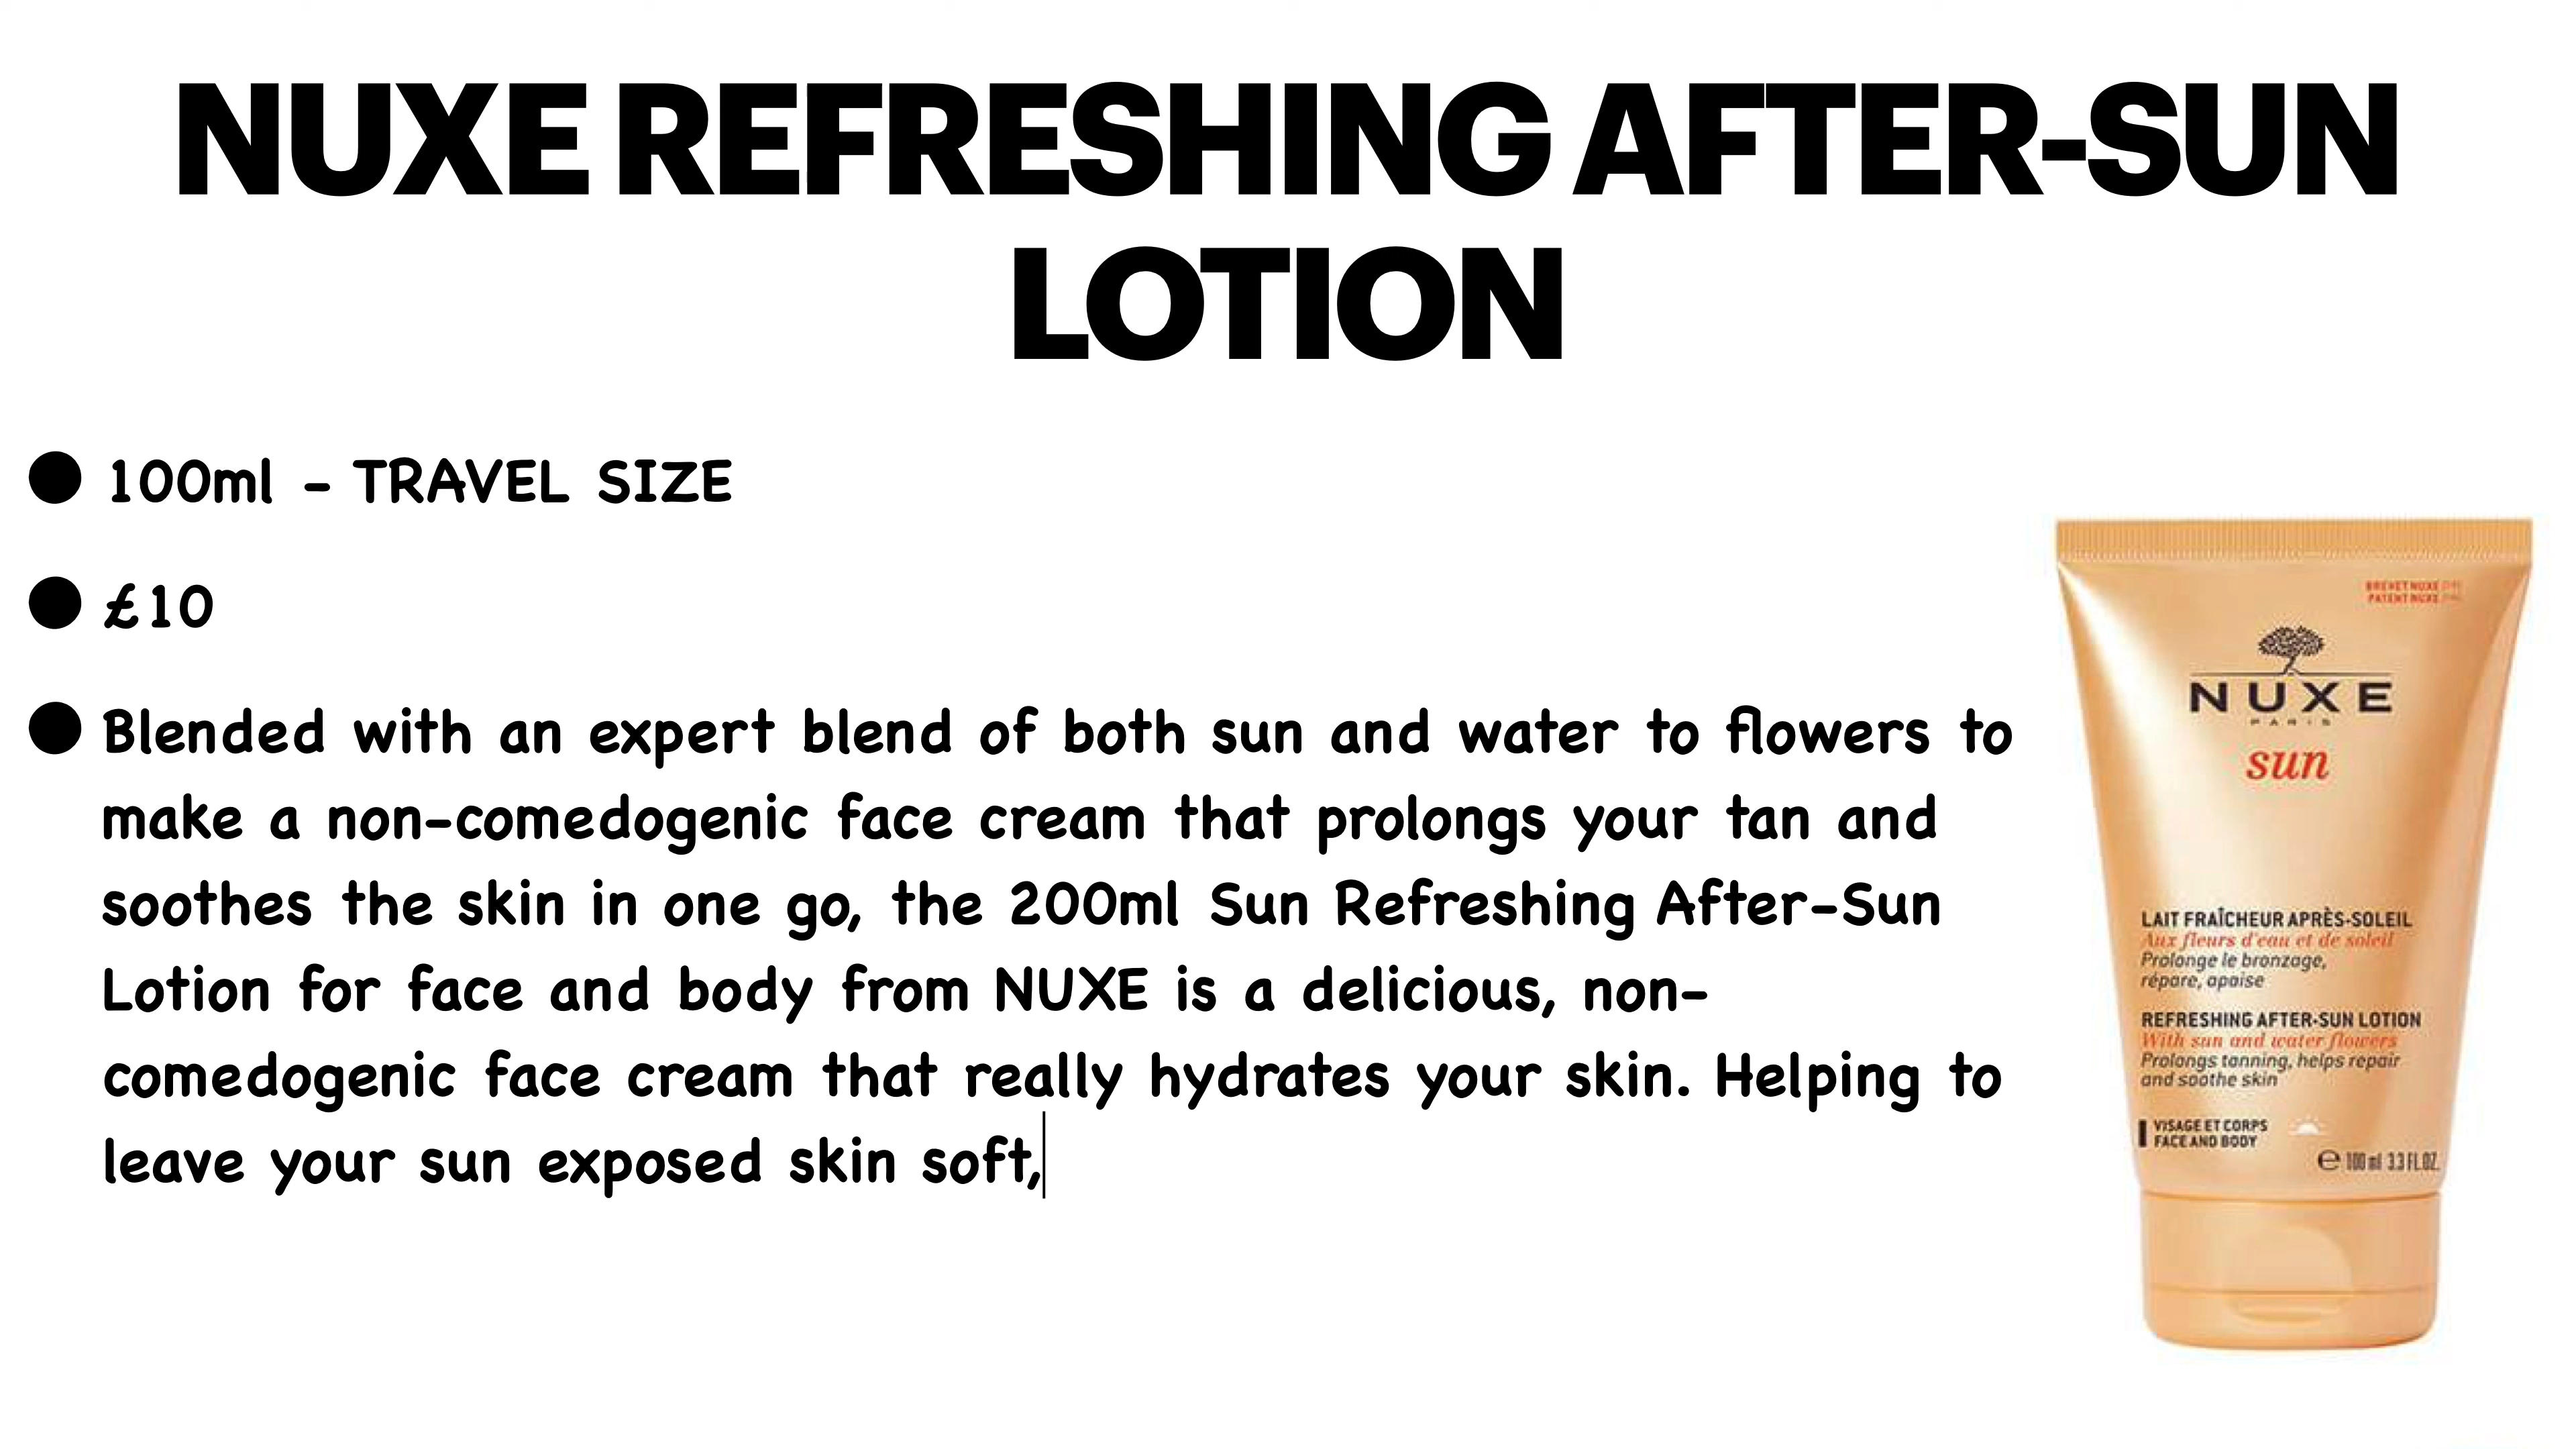 NUXE REFRESHING AFTER-SUN
LOTION
● 100ml - TRAVEL SIZE
● £10
● Blended with an expert blend of both sun and water to flowers to
make a non-comedogenic face cream that prolongs your tan and
soothes the skin in one go, the 200ml Sun Refreshing After-Sun
Lotion for face and body from NUXE is a delicious, non-
comedogenic face cream that really hydrates your skin. Helping to
leave your sun exposed skin soft,
BREVET NUXE
PATENT NUXE
NUXE
PARIS
sun
LAIT FRAÎCHEUR APRÈS-SOLEIL
Aux fleurs d'eau et de soleil
Prolonge le bronzage,
répare, apaise
REFRESHING AFTER-SUN LOTION
With sun and water flowers
Prolongs tanning, helps repair
and soothe skin
VISAGE ET CORPS
FACE AND BODY
℮ 100 ml 3.3 FL.OZ.